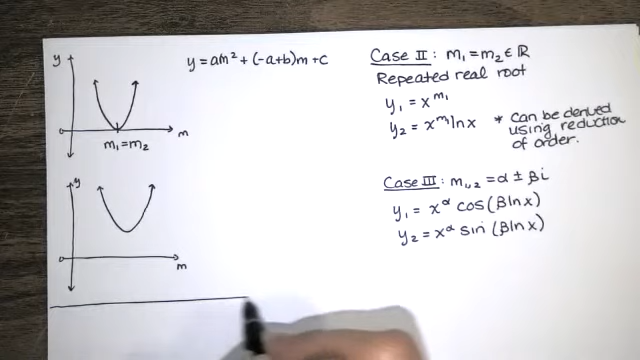 y
y = am² + (-a+b)m + c
m
m₁=m₂
y
m
Case II: m₁ = m₂ ∈ ℝ
Repeated real root
y₁ = x^m₁
y₂ = x^m₁ ln x
* can be derived
using reduction
of order.
Case III: m₁,₂ = α ± βi
y₁ = x^α cos(β ln x)
y₂ = x^α sin(β ln x)